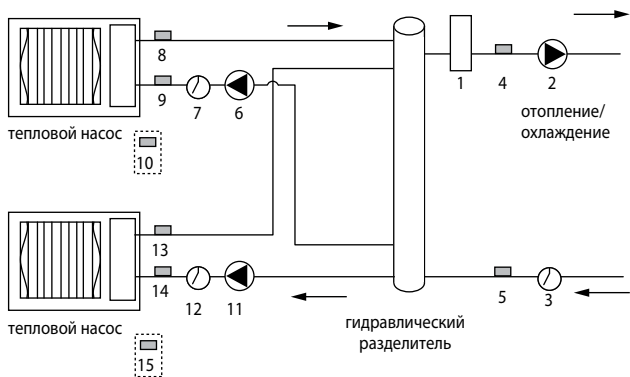 8
1
4
2
9
7
6
отопление/
охлаждение
тепловой насос
10
13
14
12
11
5
3
гидравлический
разделитель
тепловой насос
15